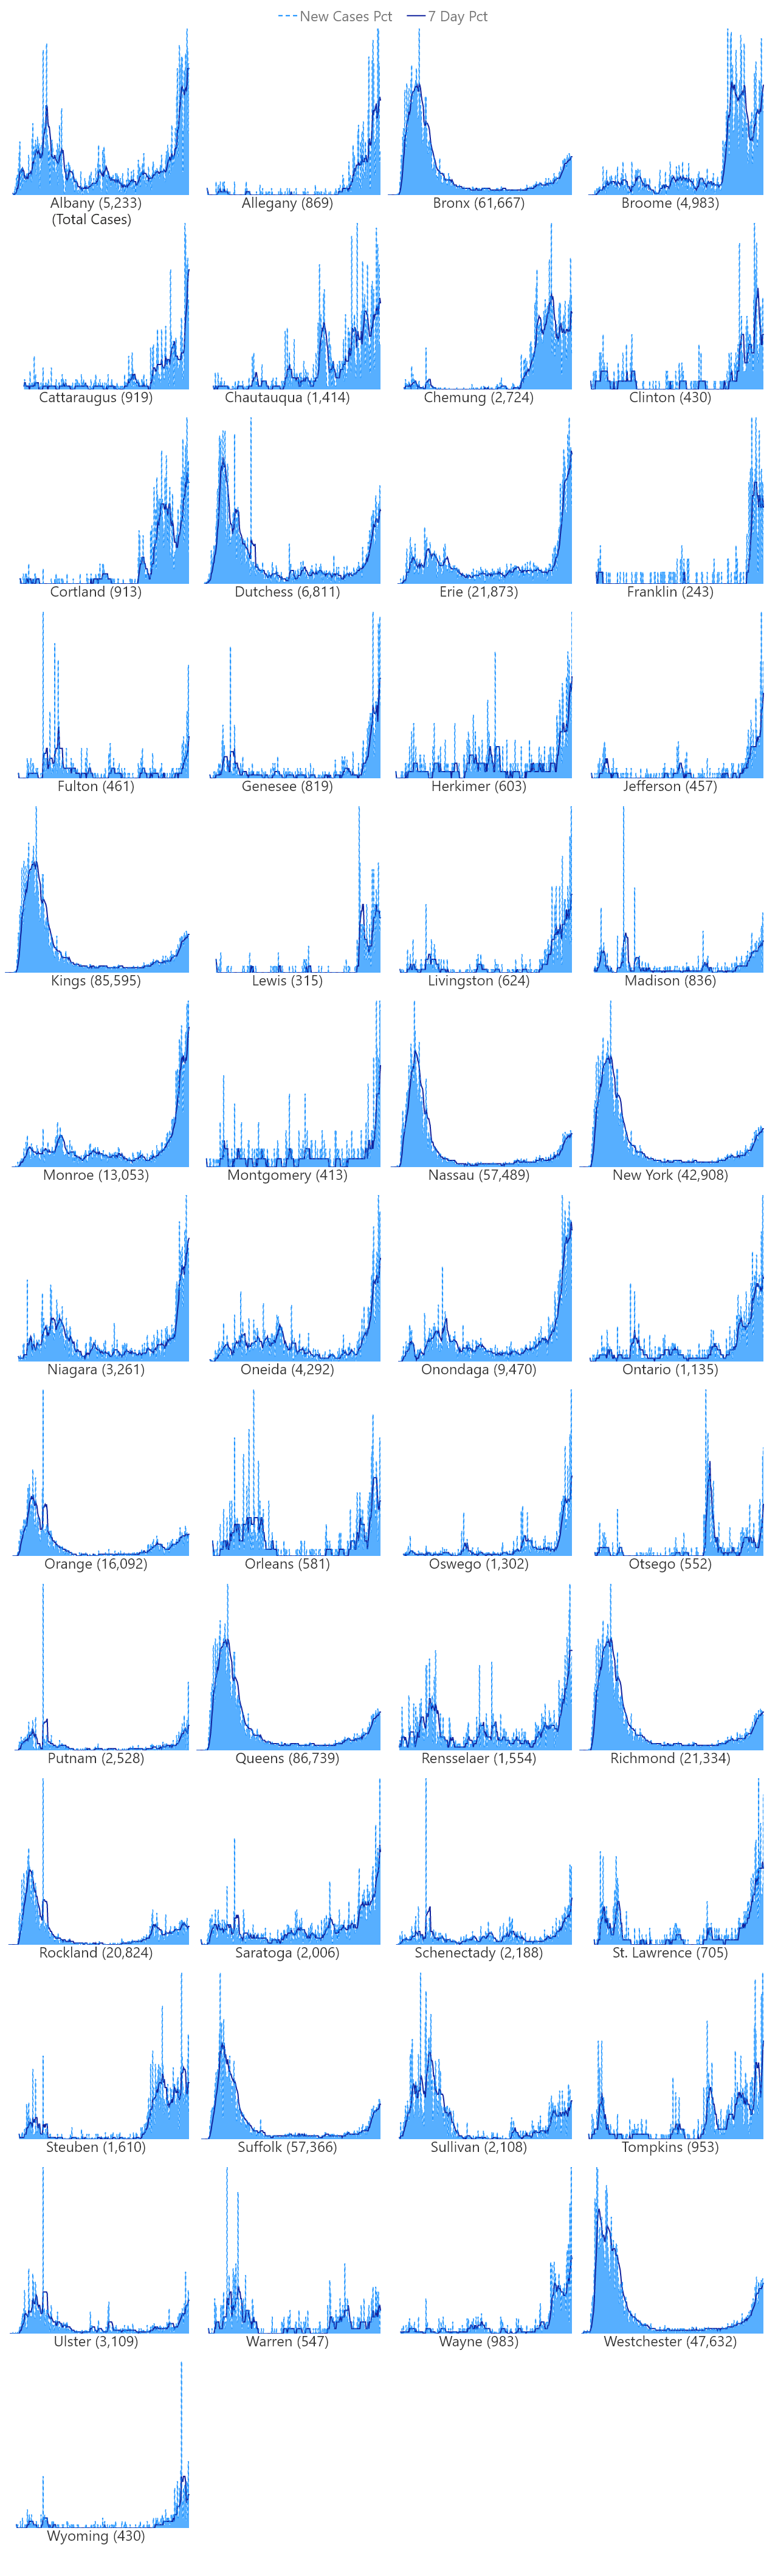 New Cases Pct 7 Day Pct
Albany (5,233) Allegany (869) Bronx (61,667) Broome (4,983)
(Total Cases)
Cattaraugus (919) Chautauqua (1,414) Chemung (2,724) Clinton (430)
Cortland (913) Dutchess (6,811) Erie (21,873) Franklin (243)
Fulton (461) Genesee (819) Herkimer (603) Jefferson (457)
Kings (85,595) Lewis (315) Livingston (624) Madison (836)
Monroe (13,053) Montgomery (413) Nassau (57,489) New York (42,908)
Niagara (3,261) Oneida (4,292) Onondaga (9,470) Ontario (1,135)
Orange (16,092) Orleans (581) Oswego (1,302) Otsego (552)
Putnam (2,528) Queens (86,739) Rensselaer (1,554) Richmond (21,334)
Rockland (20,824) Saratoga (2,006) Schenectady (2,188) St. Lawrence (705)
Steuben (1,610) Suffolk (57,366) Sullivan (2,108) Tompkins (953)
Ulster (3,109) Warren (547) Wayne (983) Westchester (47,632)
Wyoming (430)